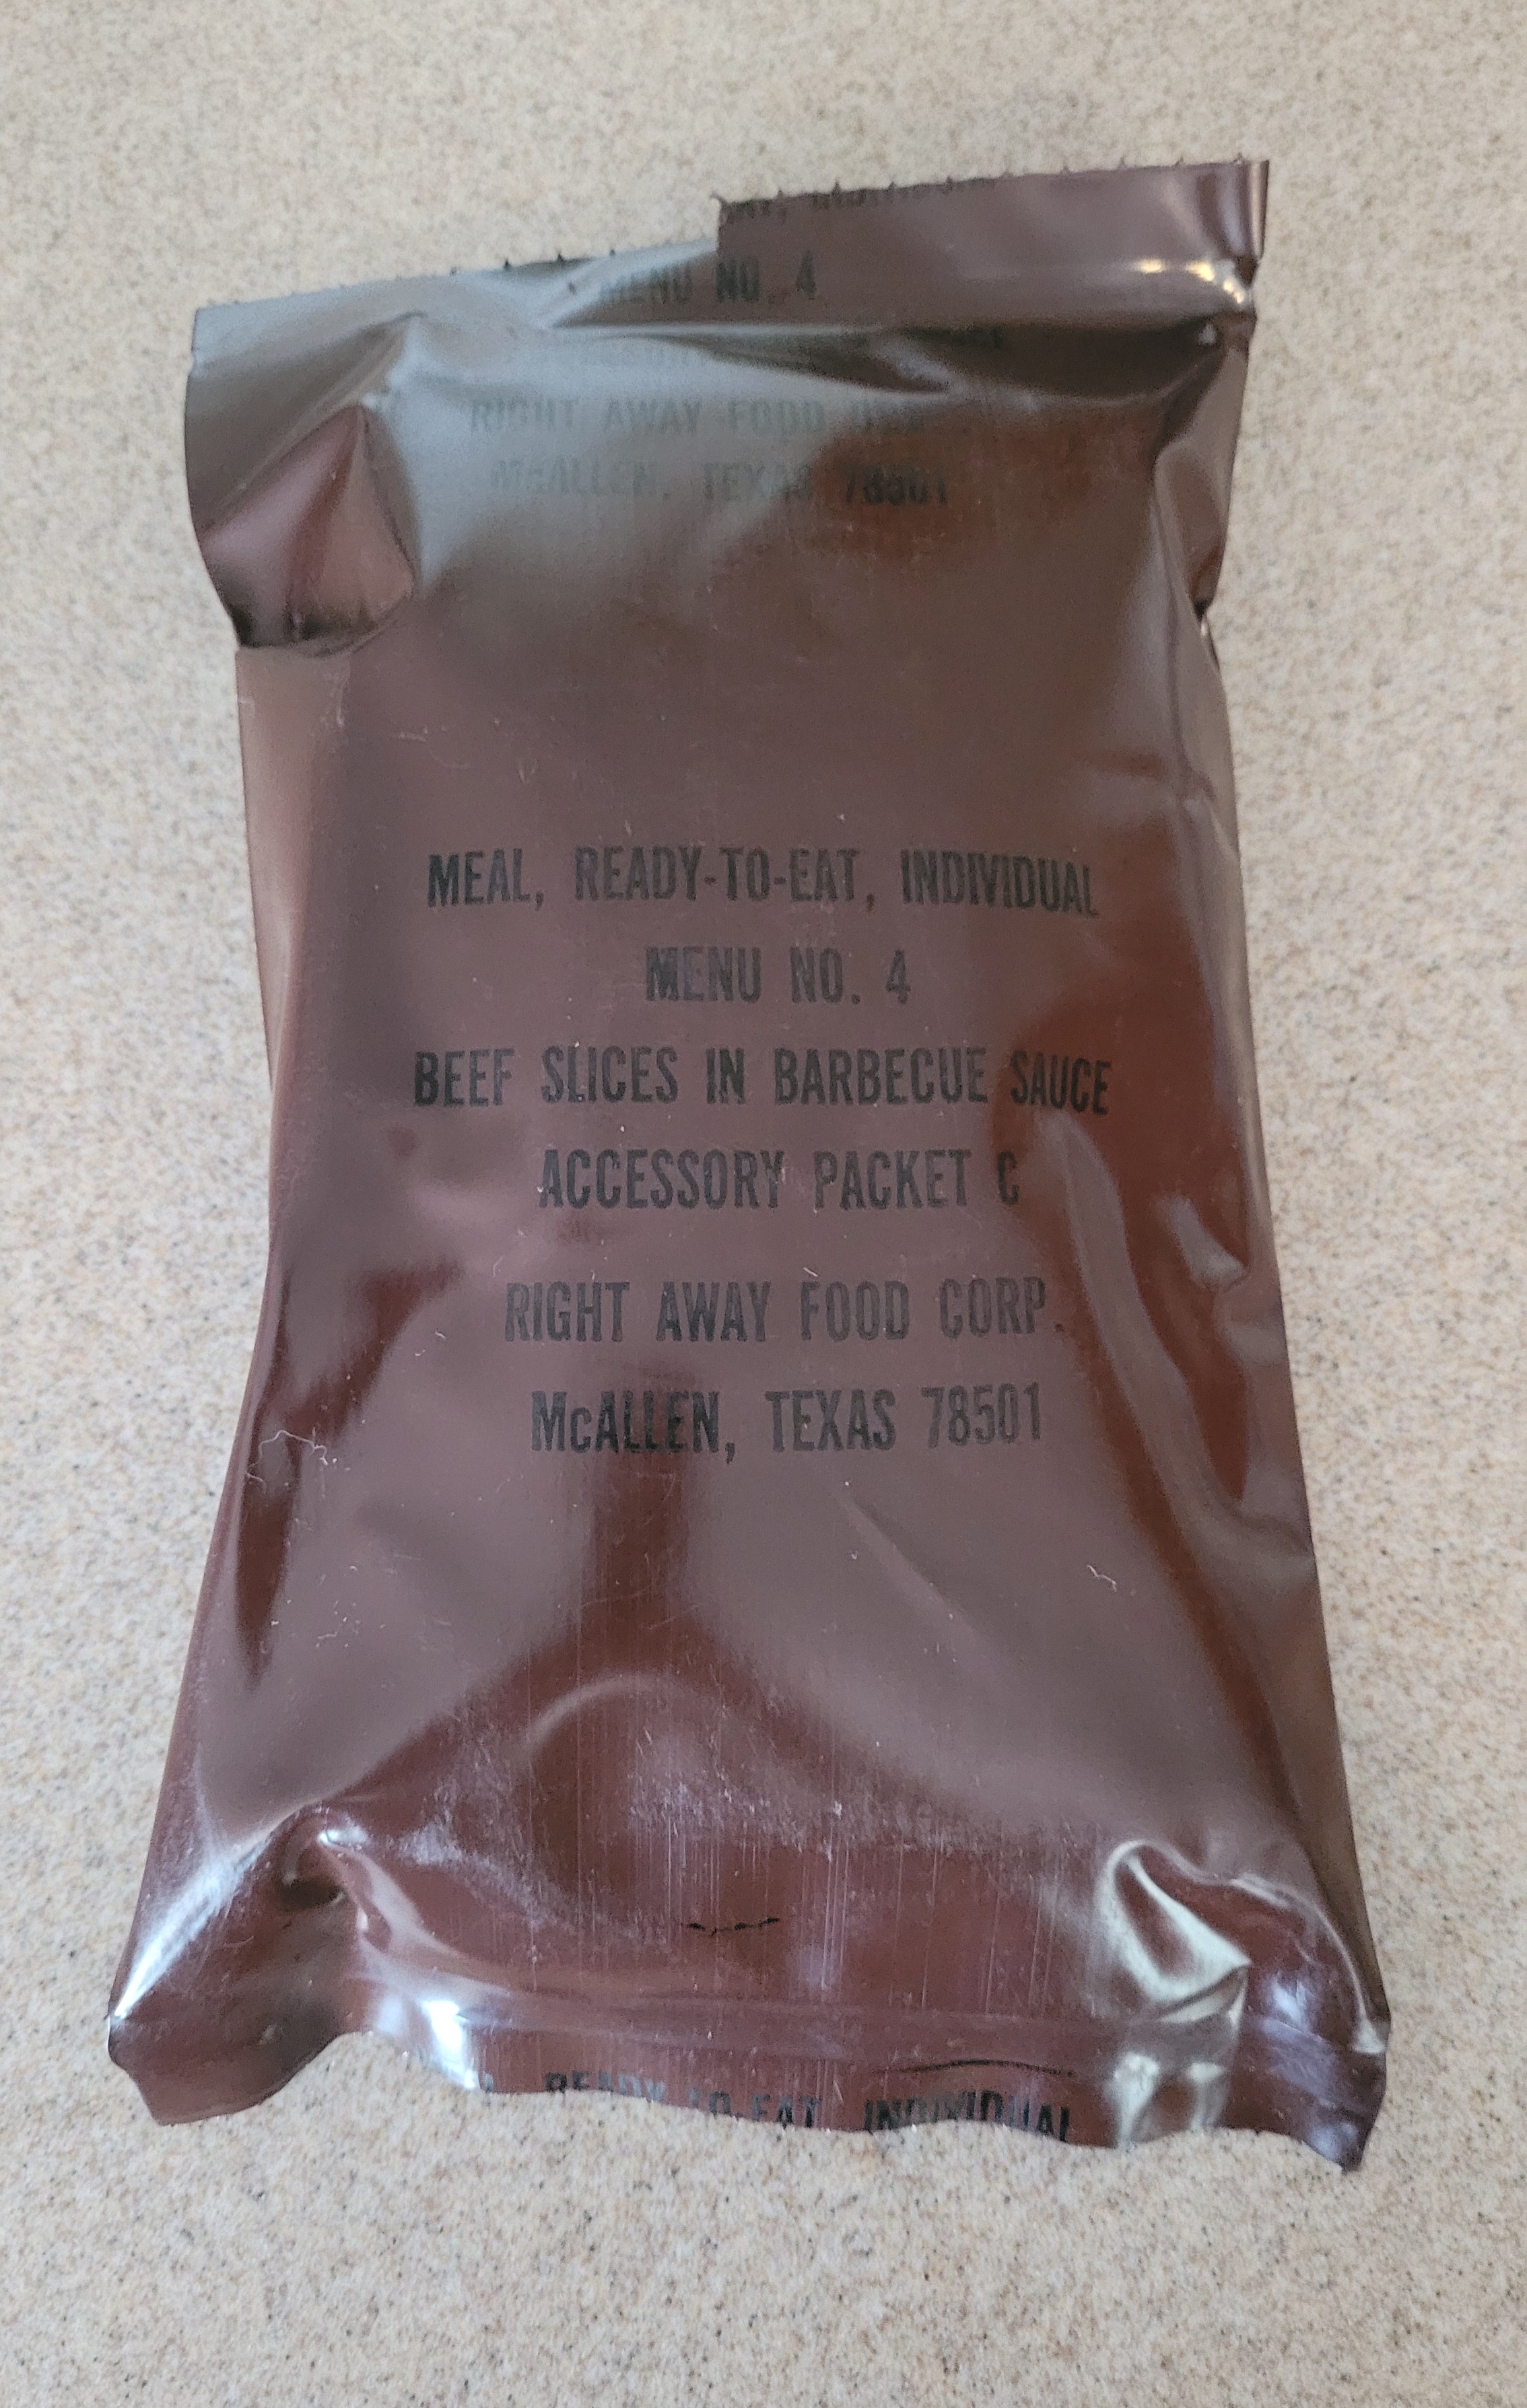 MENU NO. 4
RIGHT AWAY FOOD
McALLEN, TEXAS 78501
MEAL, READY-TO-EAT, INDIVIDUAL
MENU NO. 4
BEEF SLICES IN BARBECUE SAUCE
ACCESSORY PACKET C
RIGHT AWAY FOOD CORP.
McALLEN, TEXAS 78501
READY-TO-EAT, INDIVIDUAL